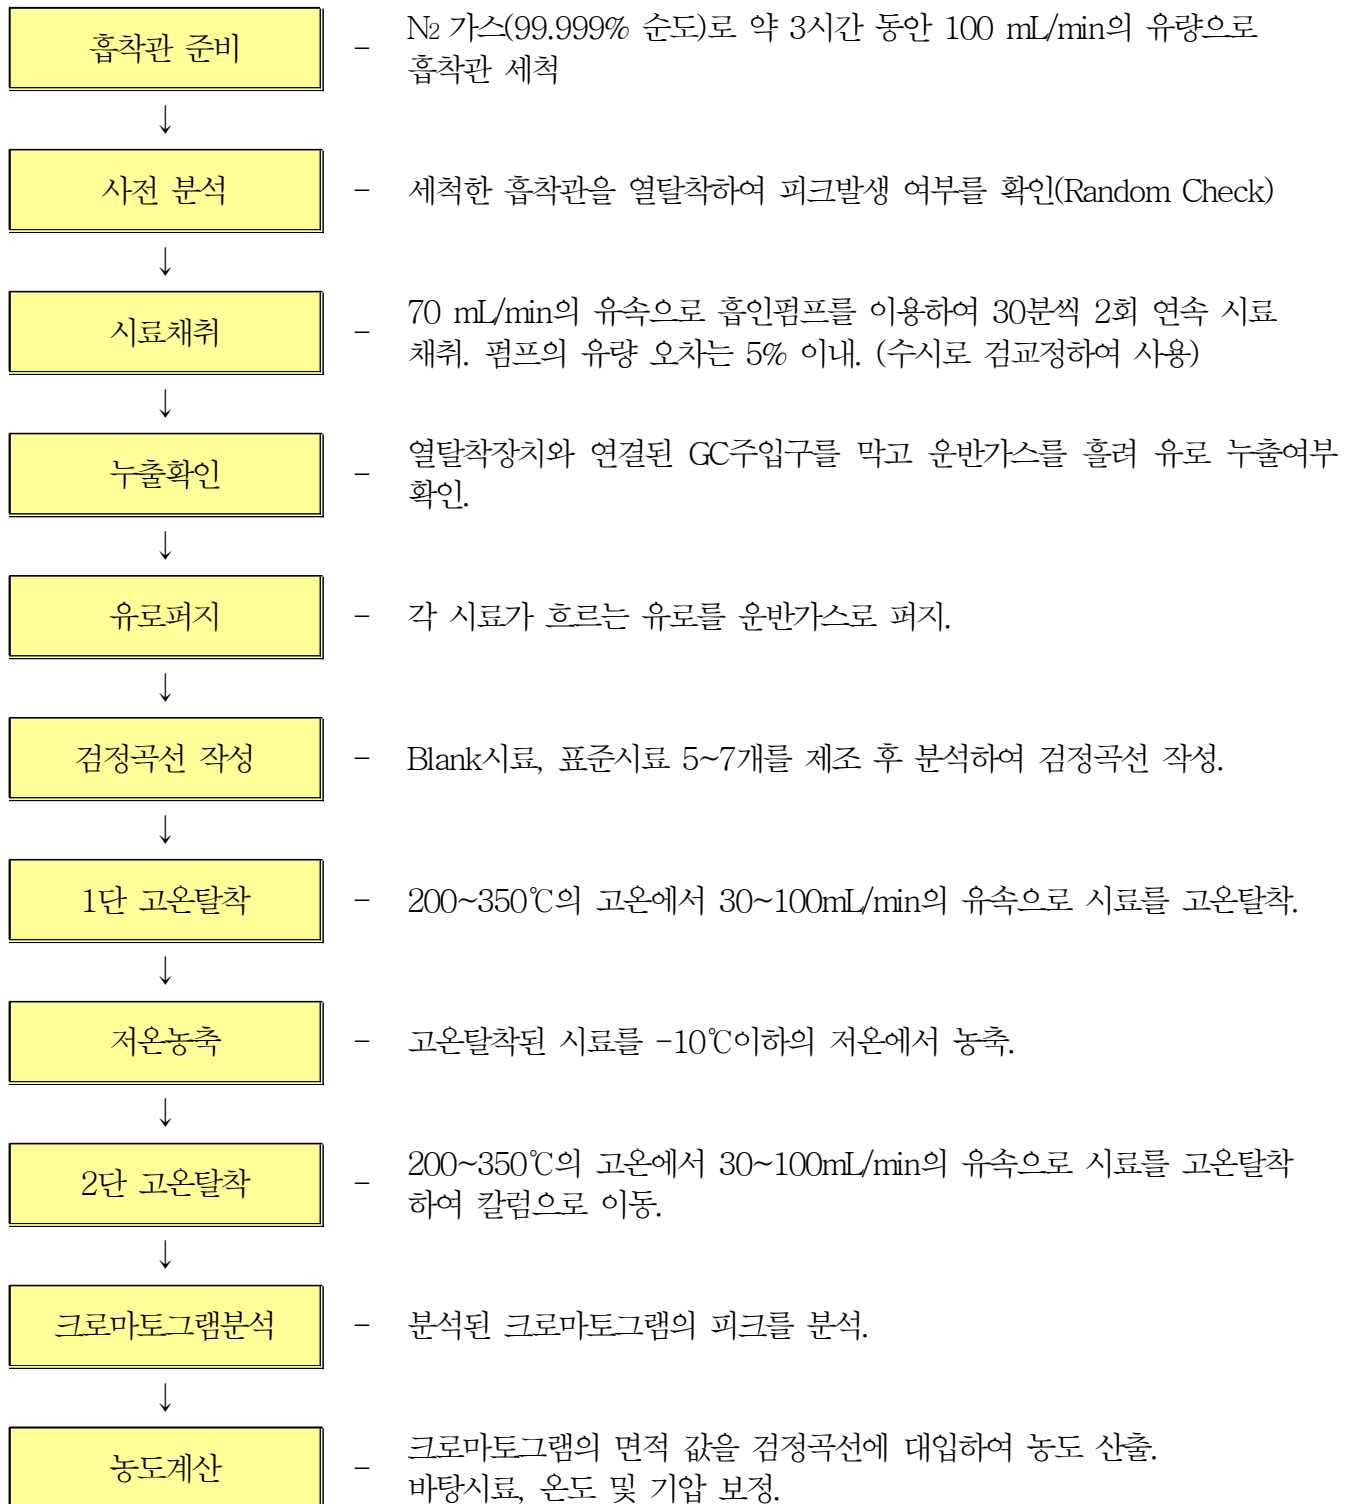 흡착관 준비 - N₂ 가스(99.999% 순도)로 약 3시간 동안 100 mL/min의 유량으로
흡착관 세척
↓
사전 분석 - 세척한 흡착관을 열탈착하여 피크발생 여부를 확인(Random Check)
↓
시료채취 - 70 mL/min의 유속으로 흡인펌프를 이용하여 30분씩 2회 연속 시료
채취. 펌프의 유량 오차는 5% 이내. (수시로 검교정하여 사용)
↓
누출확인 - 열탈착장치와 연결된 GC주입구를 막고 운반가스를 흘려 유로 누출여부
확인.
↓
유로퍼지 - 각 시료가 흐르는 유로를 운반가스로 퍼지.
↓
검정곡선 작성 - Blank시료, 표준시료 5~7개를 제조 후 분석하여 검정곡선 작성.
↓
1단 고온탈착 - 200~350℃의 고온에서 30~100mL/min의 유속으로 시료를 고온탈착.
↓
저온농축 - 고온탈착된 시료를 -10℃이하의 저온에서 농축.
↓
2단 고온탈착 - 200~350℃의 고온에서 30~100mL/min의 유속으로 시료를 고온탈착
하여 칼럼으로 이동.
↓
크로마토그램분석 - 분석된 크로마토그램의 피크를 분석.
↓
농도계산 - 크로마토그램의 면적 값을 검정곡선에 대입하여 농도 산출.
바탕시료, 온도 및 기압 보정.